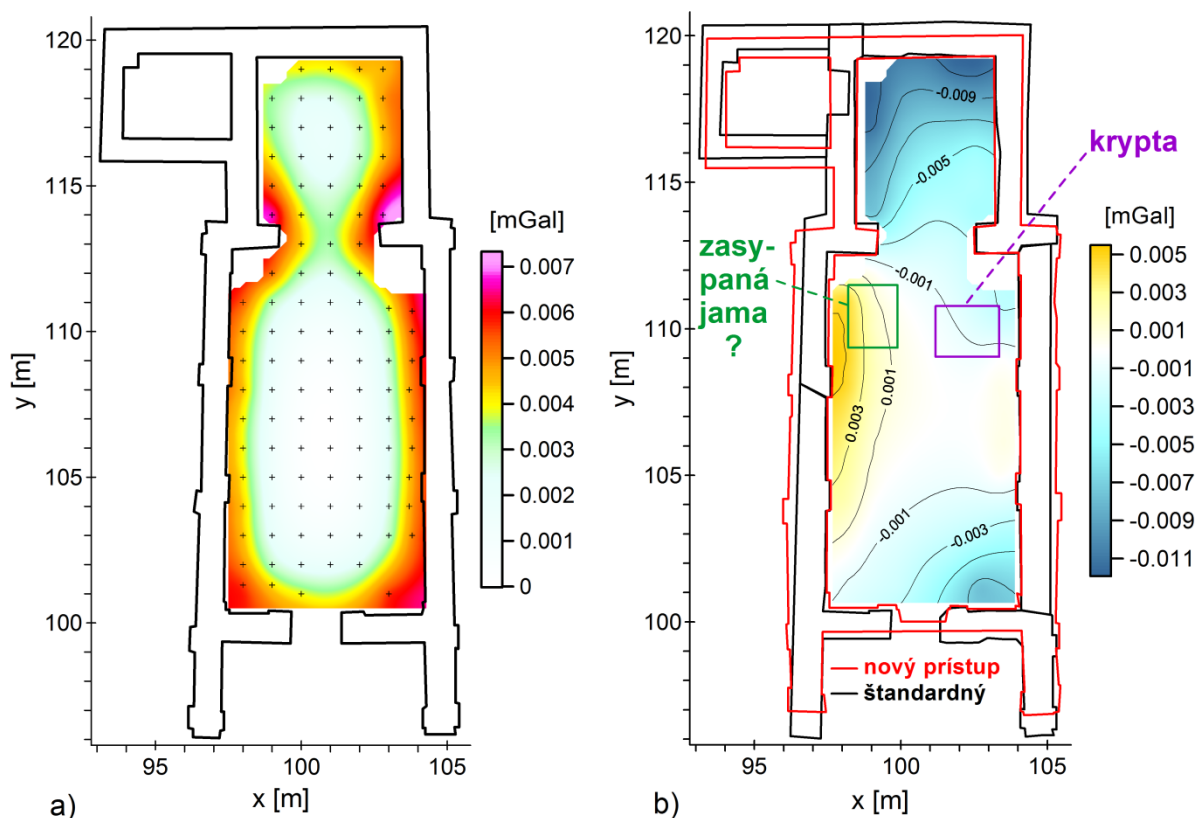 120
115
110
105
100
y [m]
95
100
105
x [m]
a)
[mGal]
0.007
0.006
0.005
0.004
0.003
0.002
0.001
0
120
115
110
105
100
y [m]
95
100
105
x [m]
b)
-0.009
-0.005
-0.001
0.001
0.003
-0.001
-0.003
krypta
zasy-
paná
jama
?
nový prístup
štandardný
[mGal]
0.005
0.003
0.001
-0.001
-0.003
-0.005
-0.007
-0.009
-0.011